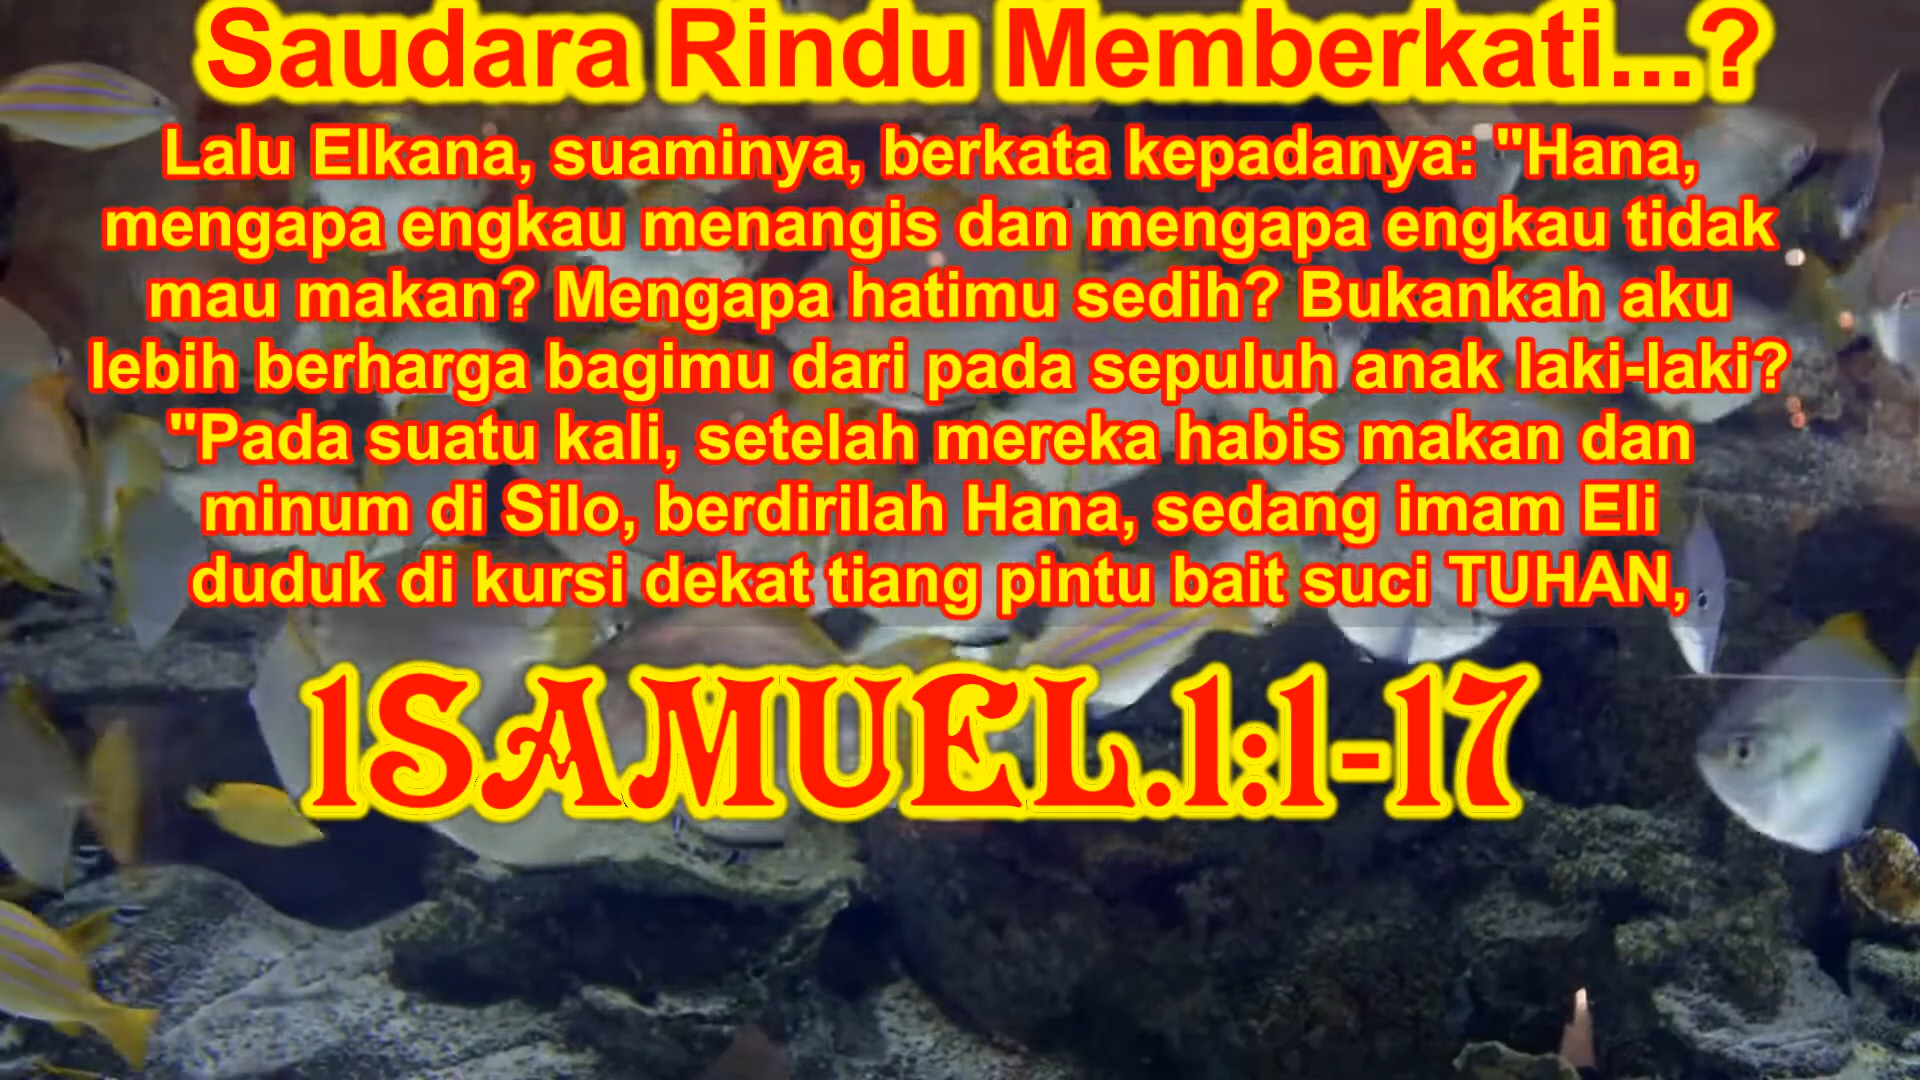 Saudara Rindu Memberkati...?
Lalu Elkana, suaminya, berkata kepadanya: "Hana,
mengapa engkau menangis dan mengapa engkau tidak
mau makan? Mengapa hatimu sedih? Bukankah aku
lebih berharga bagimu dari pada sepuluh anak laki-laki?
"Pada suatu kali, setelah mereka habis makan dan
minum di Silo, berdirilah Hana, sedang imam Eli
duduk di kursi dekat tiang pintu bait suci TUHAN,
1SAMUEL.1:1-17